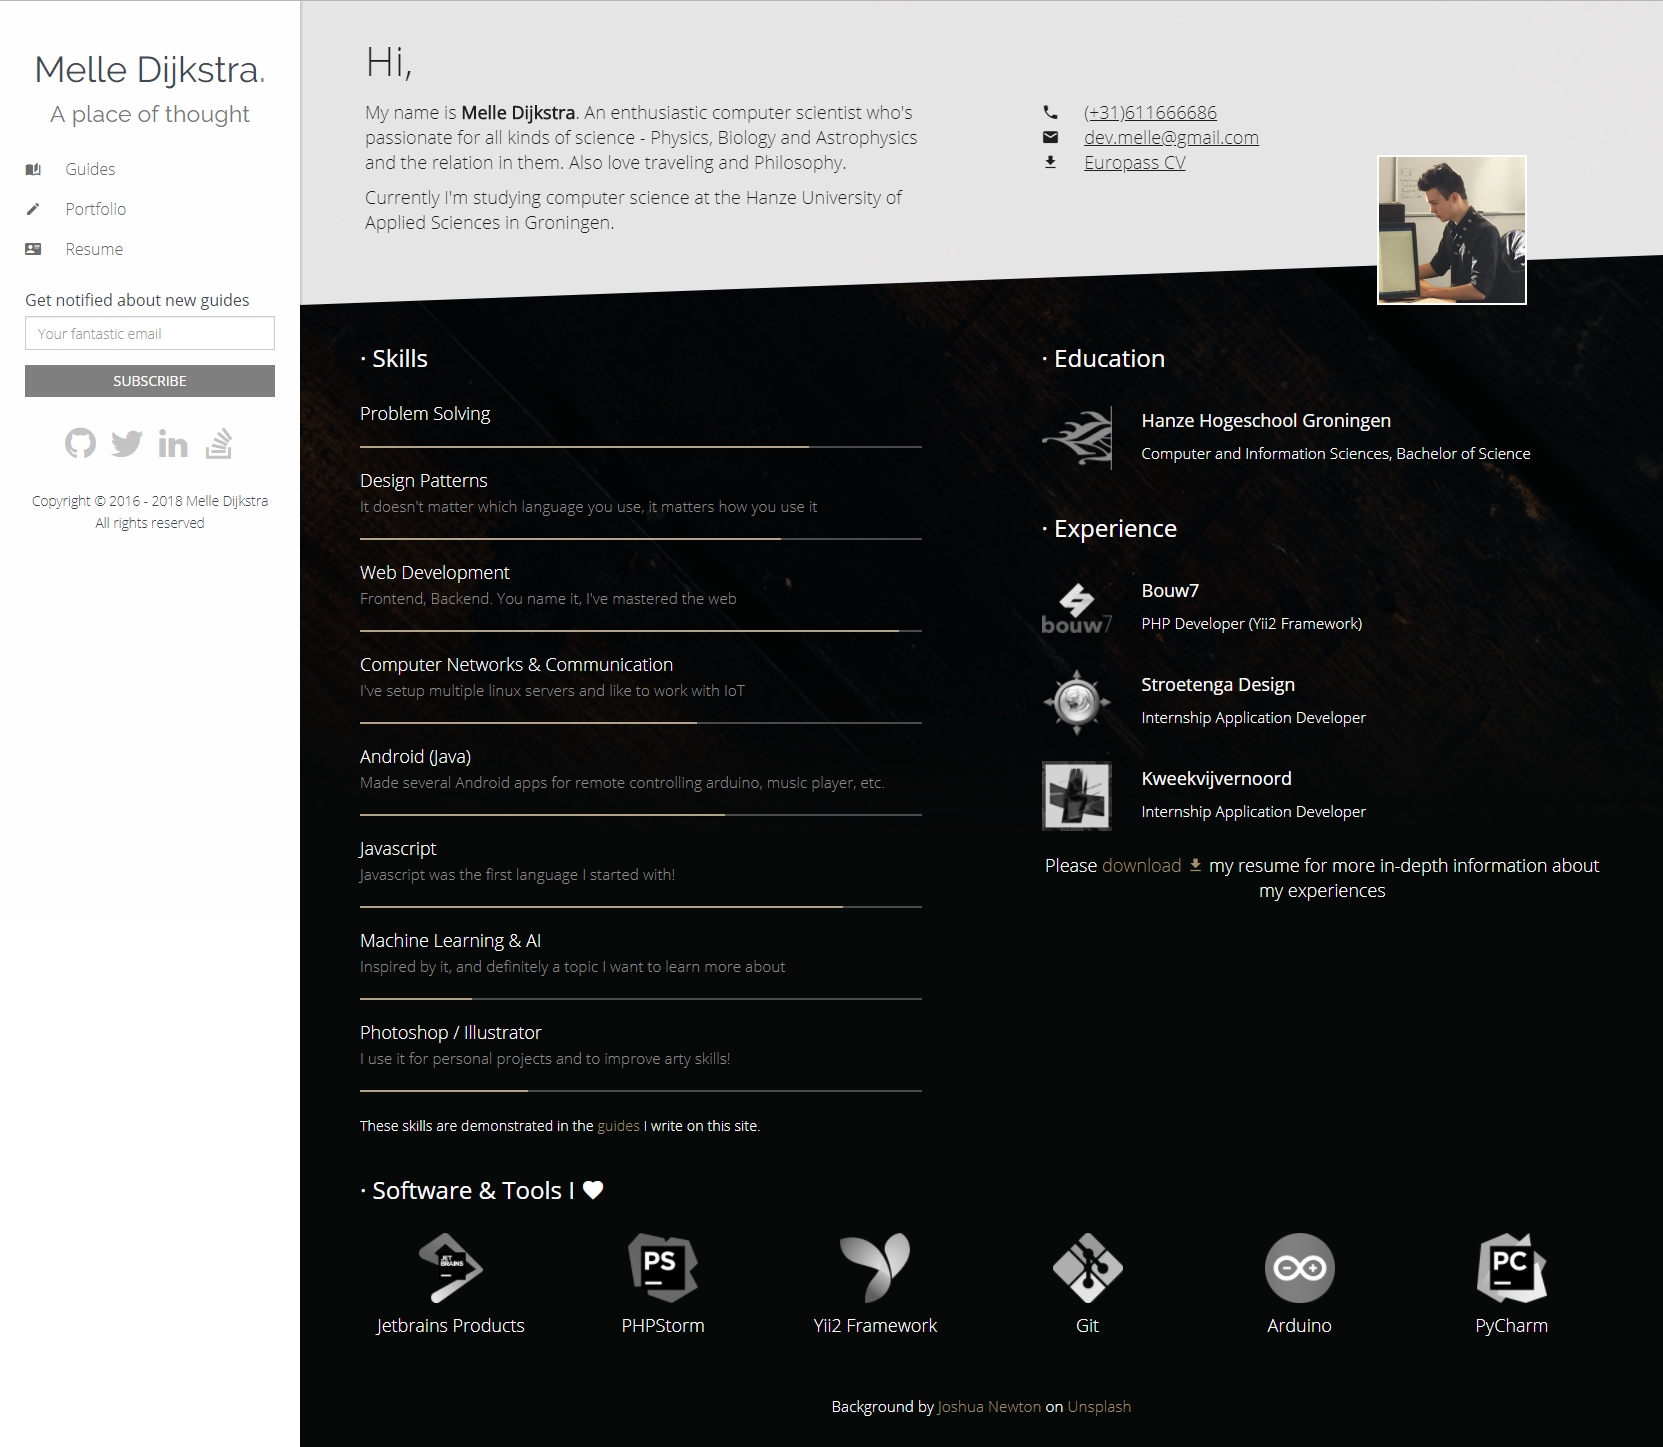 Melle Dijkstra.
A place of thought
Guides
Portfolio
Resume
Get notified about new guides
Your fantastic email
SUBSCRIBE
Copyright © 2016 - 2018 Melle Dijkstra
All rights reserved
Hi,
My name is Melle Dijkstra. An enthusiastic computer scientist who's
passionate for all kinds of science - Physics, Biology and Astrophysics
and the relation in them. Also love traveling and Philosophy.
Currently I'm studying computer science at the Hanze University of
Applied Sciences in Groningen.
(+31)611666686
dev.melle@gmail.com
Europass CV
· Skills
Problem Solving
Design Patterns
It doesn't matter which language you use, it matters how you use it
Web Development
Frontend, Backend. You name it, I've mastered the web
Computer Networks & Communication
I've setup multiple linux servers and like to work with IoT
Android (Java)
Made several Android apps for remote controlling arduino, music player, etc.
Javascript
Javascript was the first language I started with!
Machine Learning & AI
Inspired by it, and definitely a topic I want to learn more about
Photoshop / Illustrator
I use it for personal projects and to improve arty skills!
These skills are demonstrated in the guides I write on this site.
· Education
Hanze Hogeschool Groningen
Computer and Information Sciences, Bachelor of Science
· Experience
bouw7
Bouw7
PHP Developer (Yii2 Framework)
Stroetenga Design
Internship Application Developer
Kweekvijvernoord
Internship Application Developer
Please download my resume for more in-depth information about
my experiences
· Software & Tools I ♥
JET
BRAINS
Jetbrains Products
PS
PHPStorm
Yii2 Framework
Git
Arduino
PC
PyCharm
Background by Joshua Newton on Unsplash